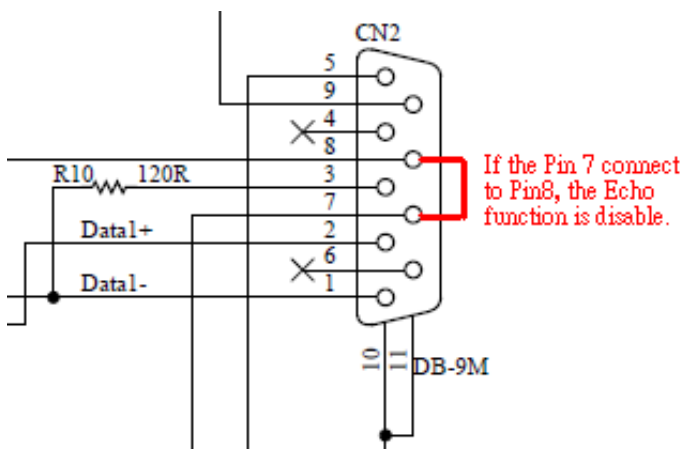 CN2
5
9
4
8
R10 120R 3
7
Data1+ 2
6
Data1- 1
If the Pin 7 connect
to Pin8, the Echo
function is disable.
10
11
DB-9M